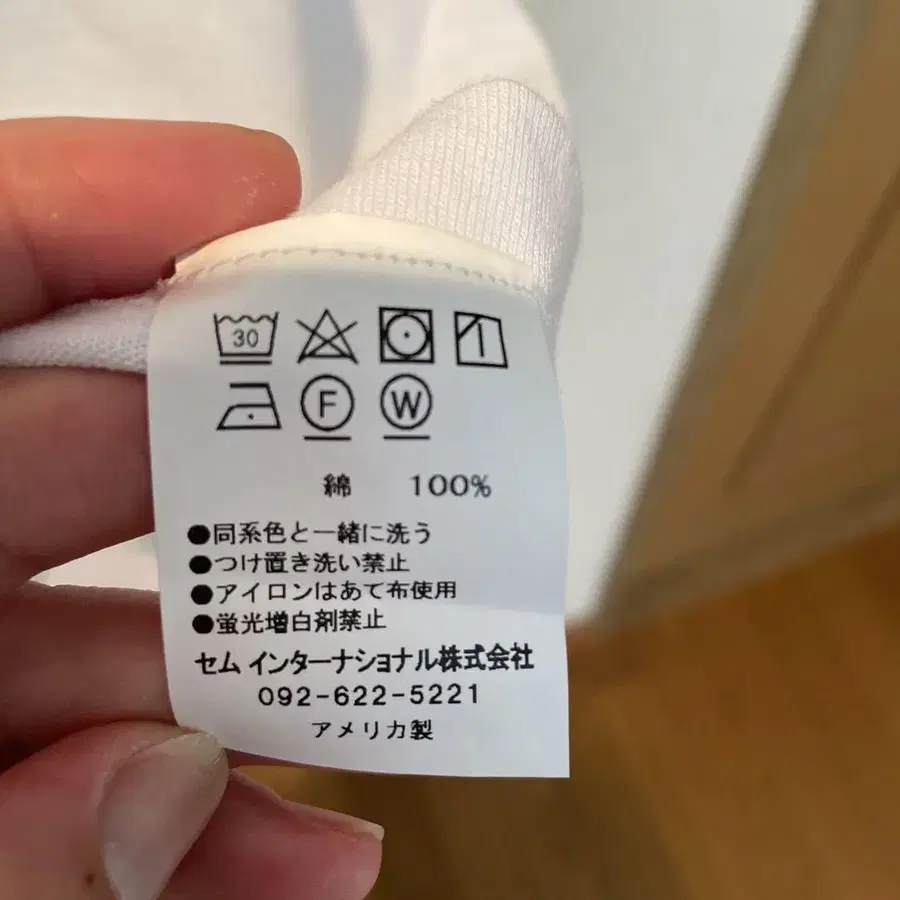 30
F W
綿 100%
●同系色と一緒に洗う
●つけ置き洗い禁止
●アイロンはあて布使用
●蛍光増白剤禁止
セム インターナショナル株式会社
092-622-5221
アメリカ製